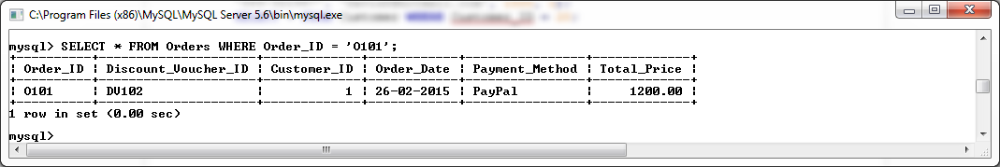 C:\Program Files (x86)\MySQL\MySQL Server 5.6\bin\mysql.exe
mysql> SELECT * FROM Orders WHERE Order_ID = 'O101';
+----------+---------------------+-------------+------------+----------------+-------------+
| Order_ID | Discount_Voucher_ID | Customer_ID | Order_Date | Payment_Method | Total_Price |
+----------+---------------------+-------------+------------+----------------+-------------+
| O101     | DV102               |           1 | 26-02-2015 | PayPal         |     1200.00 |
+----------+---------------------+-------------+------------+----------------+-------------+
1 row in set (0.00 sec)
mysql>